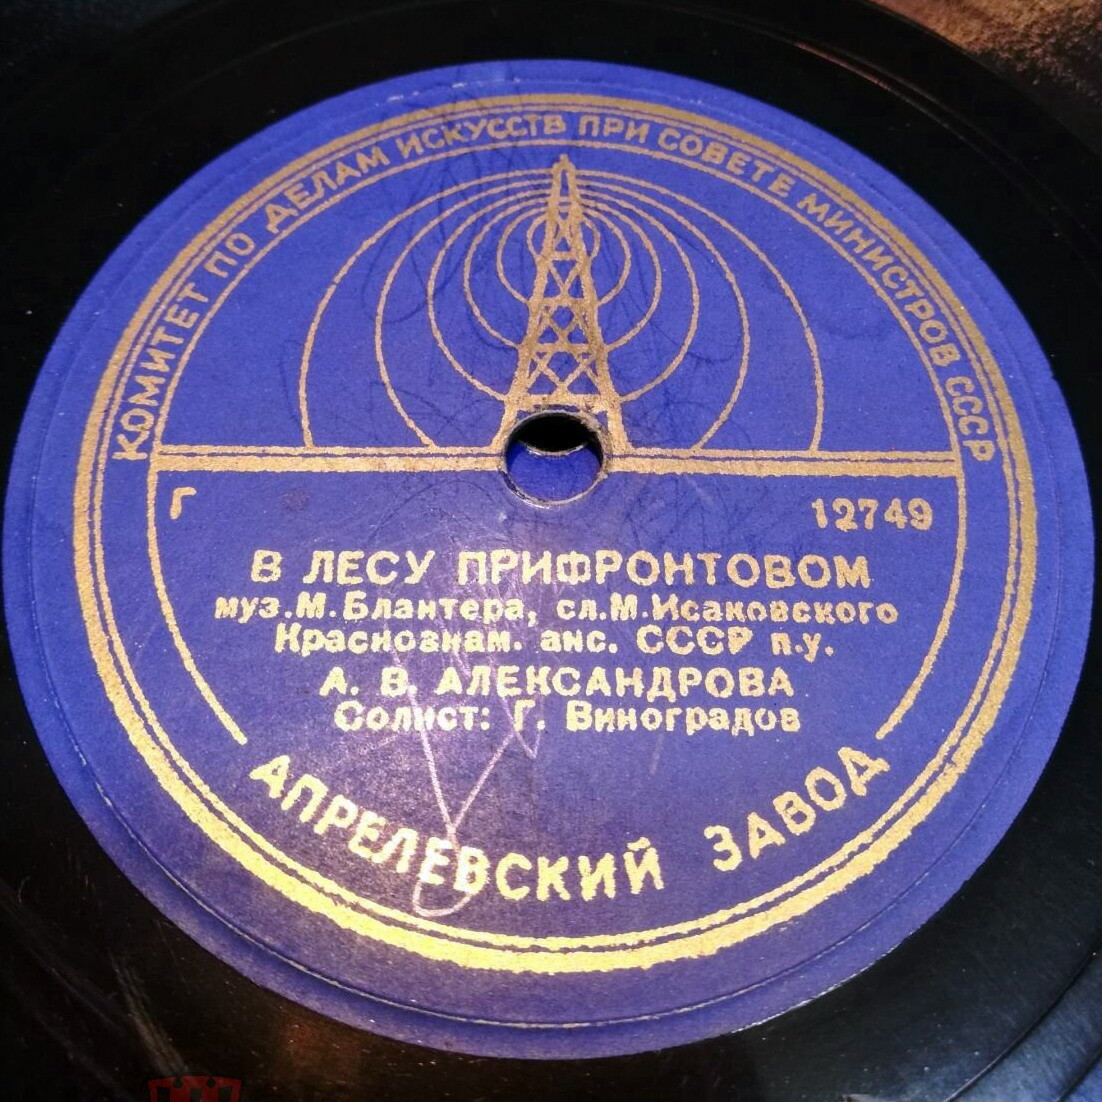 КОМИТЕТ ПО ДЕЛАМ ИСКУССТВ ПРИ СОВЕТЕ МИНИСТРОВ СССР
Г 12749
В ЛЕСУ ПРИФРОНТОВОМ
муз.М.Блантера, сл.М.Исаковского
Краснознам. анс. СССР п.у.
А. В. АЛЕКСАНДРОВА
Солист: Г. Виноградов
АПРЕЛЕВСКИЙ ЗАВОД